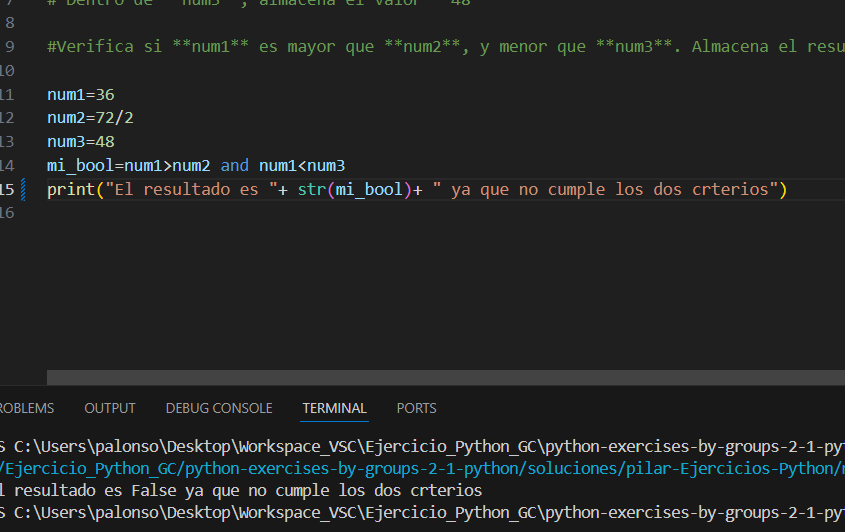 7 # Dentro de **num3**, almacena el valor **48**
8
9 #Verifica si **num1** es mayor que **num2**, y menor que **num3**. Almacena el resu
10
11 num1=36
12 num2=72/2
13 num3=48
14 mi_bool=num1>num2 and num1<num3
15 print("El resultado es "+ str(mi_bool)+ " ya que no cumple los dos crterios")
16
ROBLEMS OUTPUT DEBUG CONSOLE TERMINAL PORTS
S C:\Users\palonso\Desktop\Workspace_VSC\Ejercicio_Python_GC\python-exercises-by-groups-2-1-pyt
/Ejercicio_Python_GC/python-exercises-by-groups-2-1-python/soluciones/pilar-Ejercicios-Python/
l resultado es False ya que no cumple los dos crterios
S C:\Users\palonso\Desktop\Workspace_VSC\Ejercicio_Python_GC\python-exercises-by-groups-2-1-pyt